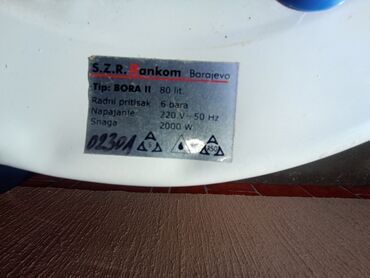 S.Z.R. Rankom Barajevo
Tip: BORA II 80 lit.
Radni pritisak 6 bara
Napajanje 220 V ~ 50 Hz
Snaga 2000 W
0230A